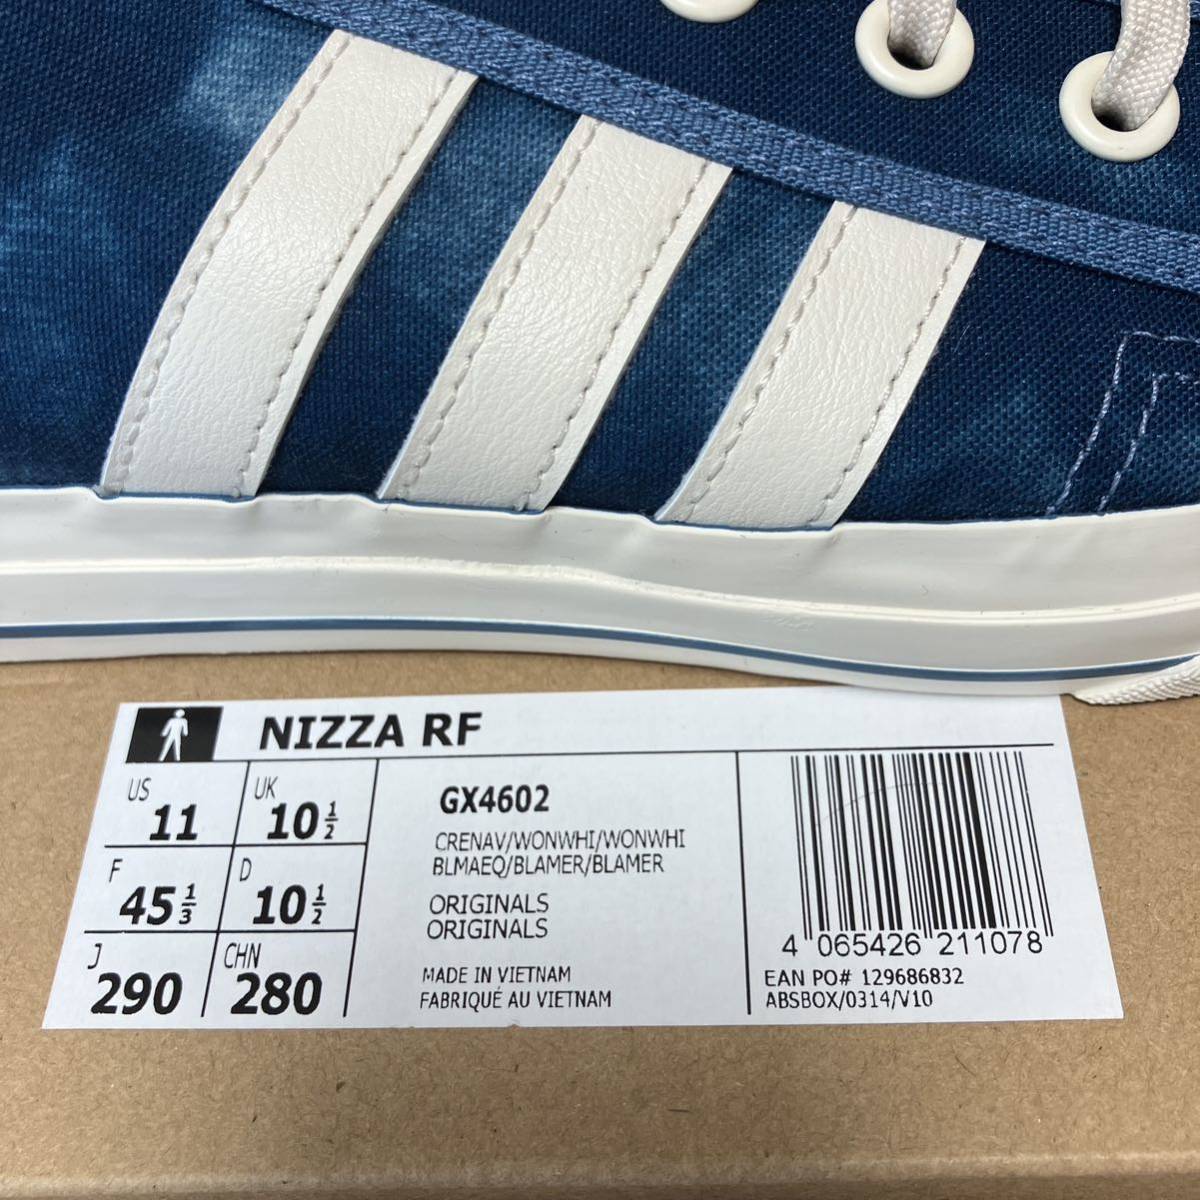 NIZZA RF
US 11
UK 10 1/2
F 45 1/3
D 10 1/2
J 290
CHN 280
GX4602
CRENAV/WONWHI/WONWHI
BLMAEQ/BLAMER/BLAMER
ORIGINALS
ORIGINALS
MADE IN VIETNAM
FABRIQUÉ AU VIETNAM
4 065426 211078
EAN PO# 129686832
ABSBOX/0314/V10